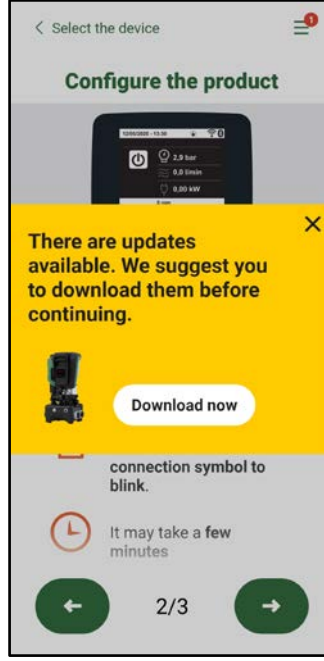 Select the device
1
Configure the product
12/05/2020 - 15:36
2,9 bar
0,0 l/min
0,00 kW
There are updates
available. We suggest you
to download them before
continuing.
Download now
connection symbol to
blink.
It may take a few
minutes
2/3